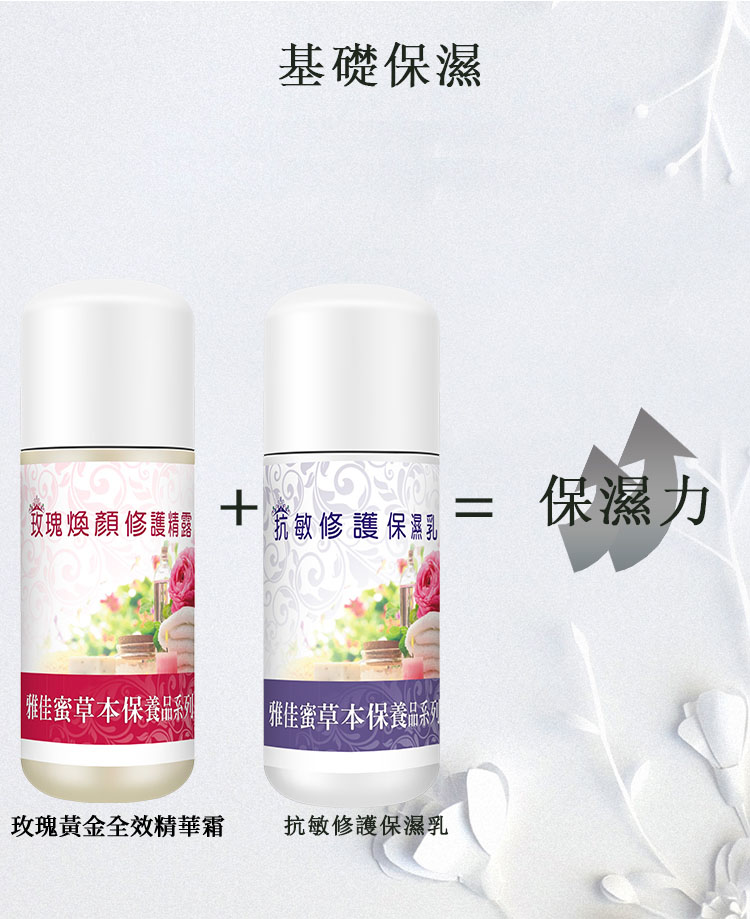 基礎保濕
玫瑰煥顏修護精露
+
抗敏修護保濕乳
=
保濕力
雅佳蜜草本保養品系列
雅佳蜜草本保養品系列
玫瑰黃金全效精華霜
抗敏修護保濕乳